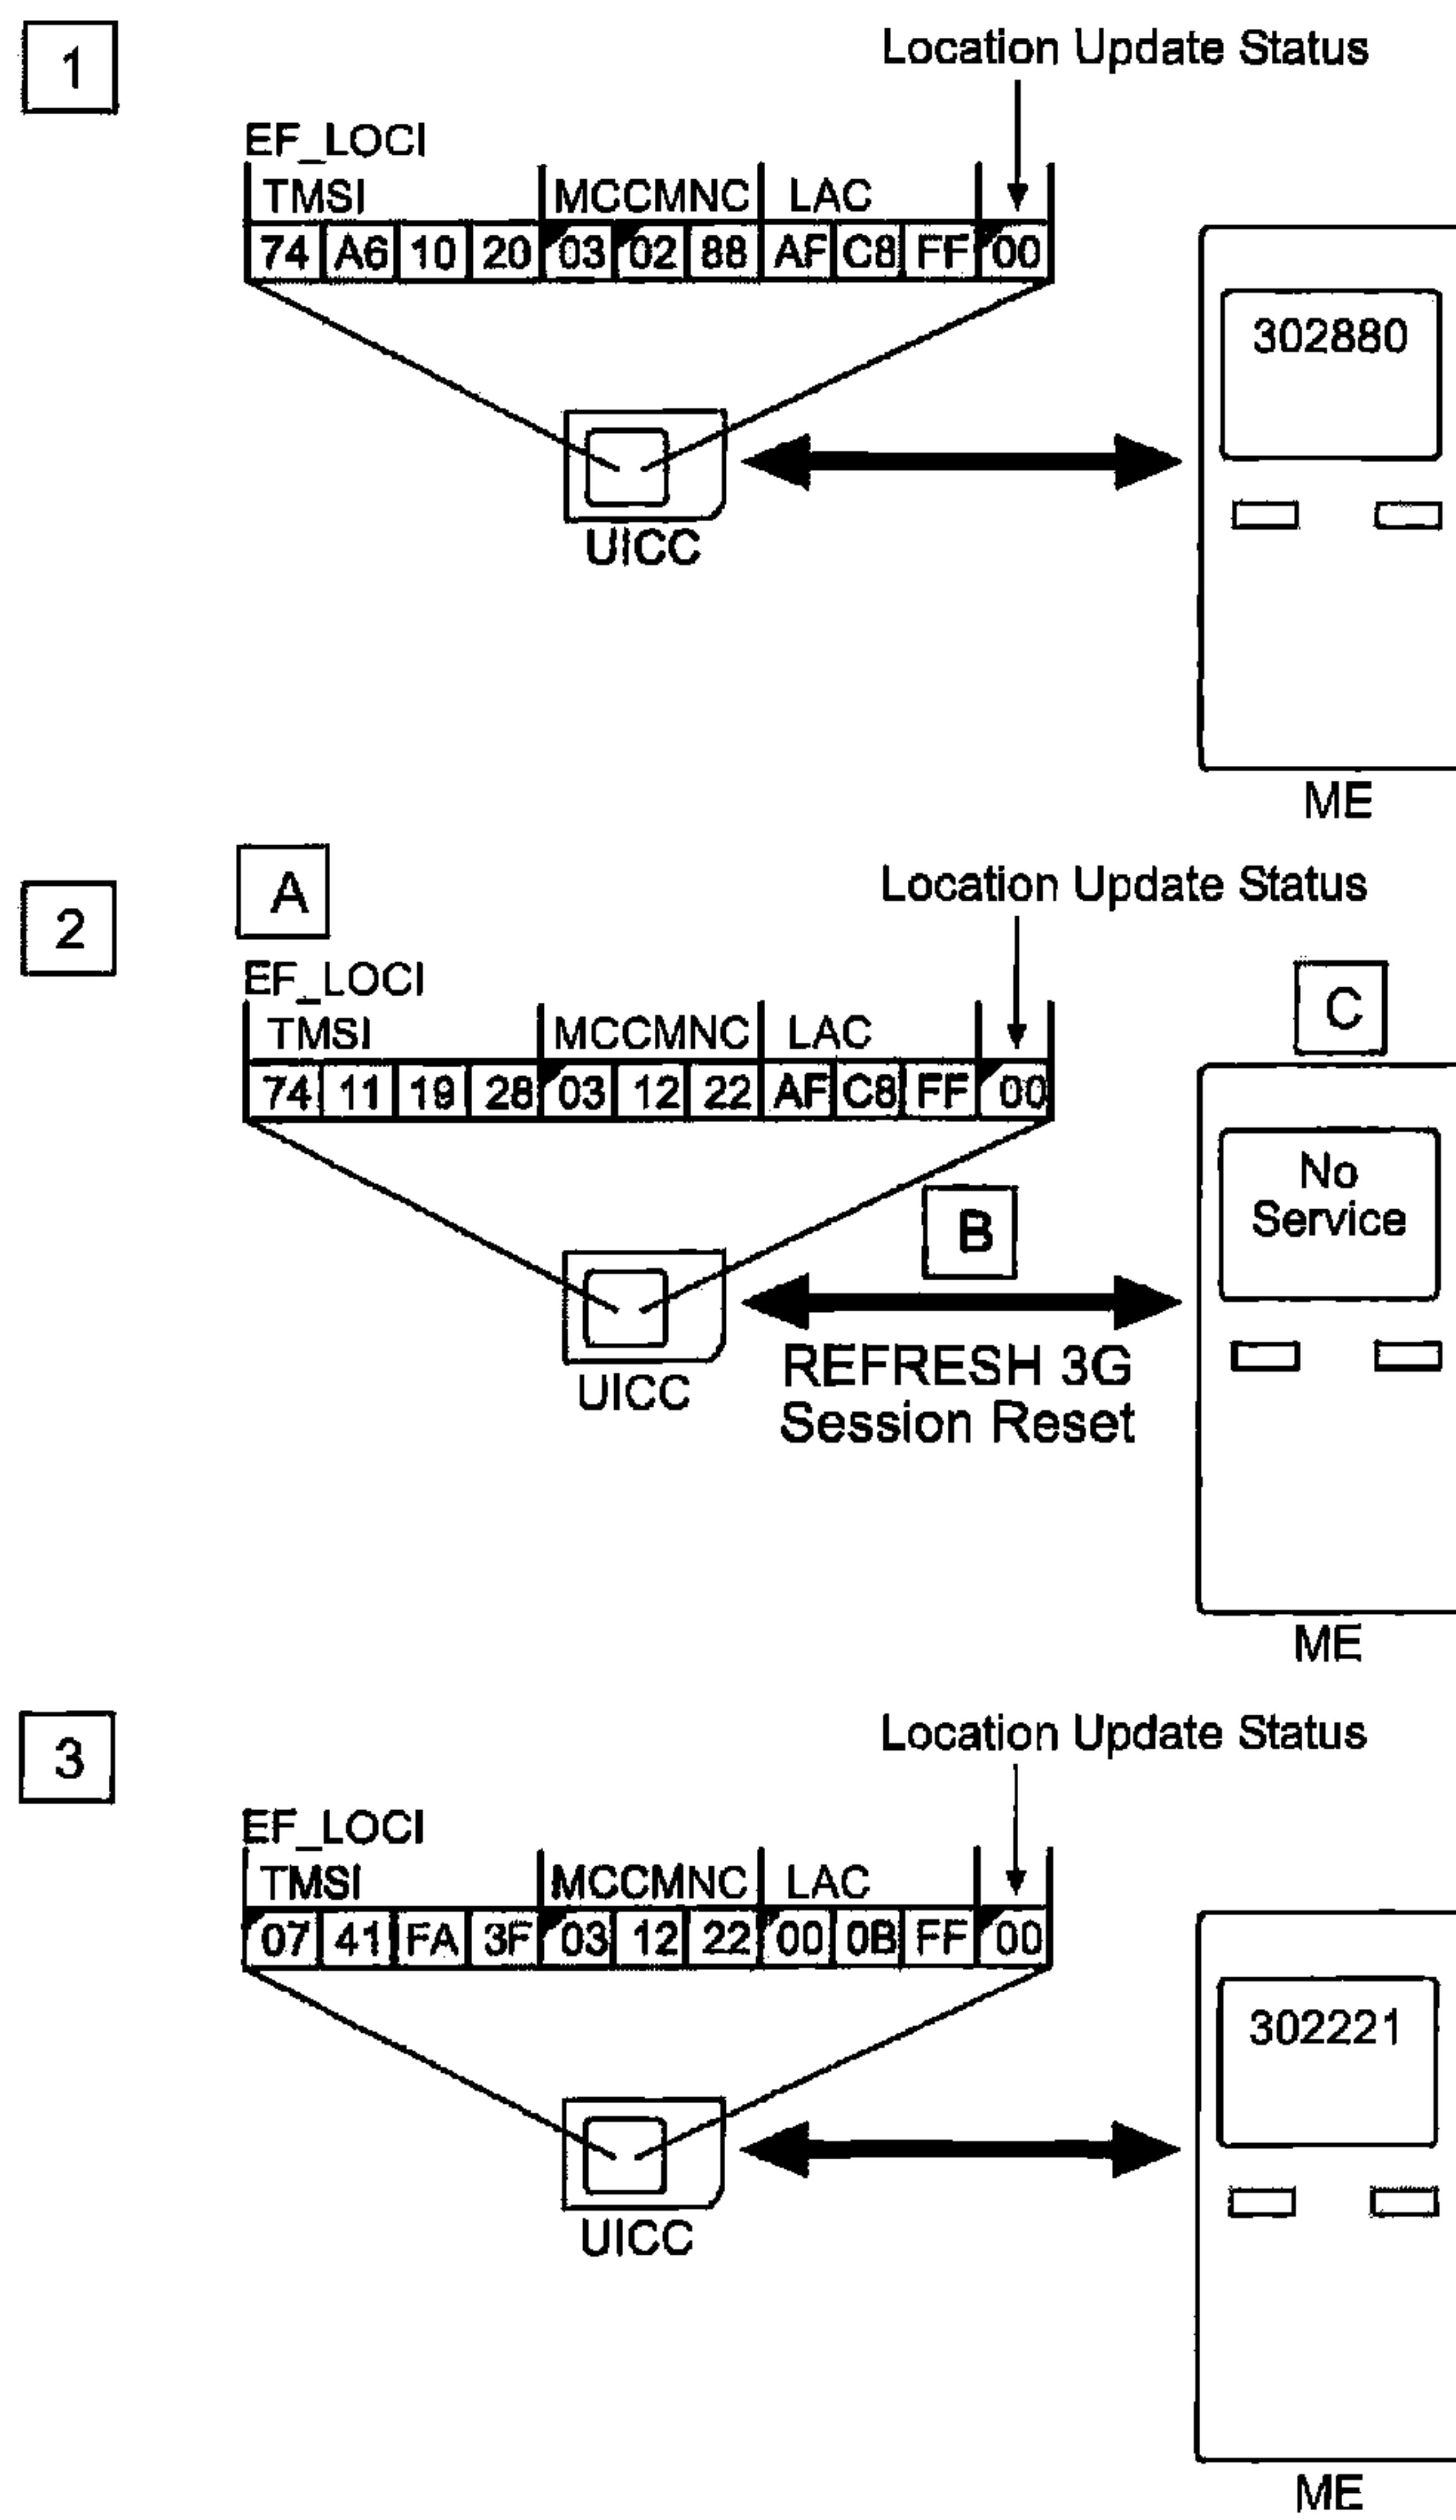 1
Location Update Status
EF_LOCI
TMSI MCCMNC LAC
74 A6 10 20 03 02 88 AF C8 FF 00
302880
UICC
ME
2
A
Location Update Status
C
EF_LOCI
TMSI MCCMNC LAC
74 11 19 28 03 12 22 AF C8 FF 00
No
Service
B
REFRESH 3G
Session Reset
UICC
ME
3
Location Update Status
EF_LOCI
TMSI MCCMNC LAC
07 41 FA 3F 03 12 22 00 0B FF 00
302221
UICC
ME